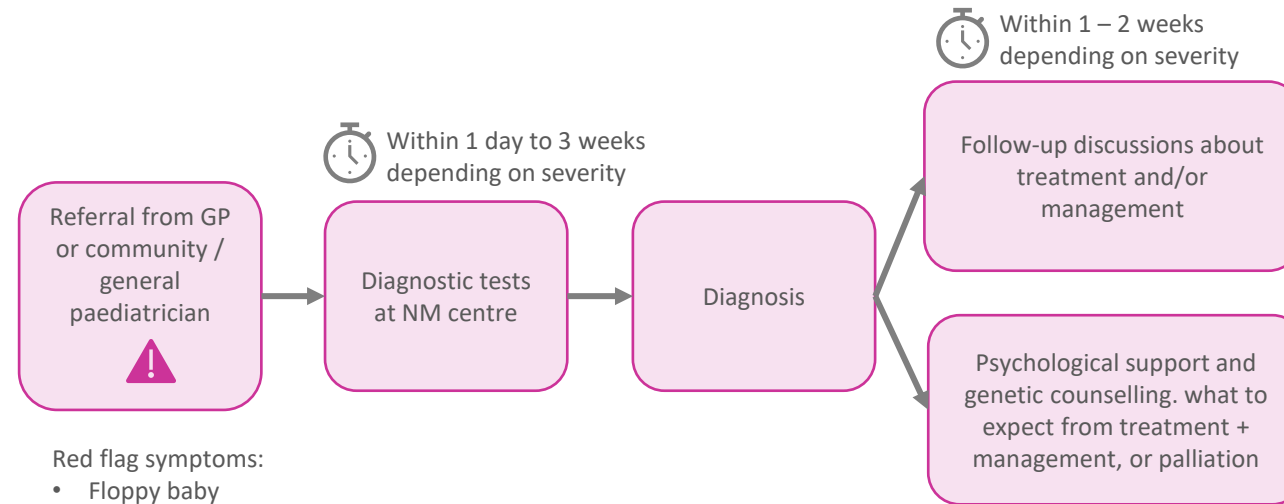 Within 1 – 2 weeks
depending on severity
Within 1 day to 3 weeks
depending on severity
Referral from GP
or community /
general
paediatrician
Diagnostic tests
at NM centre
Diagnosis
Follow-up discussions about
treatment and/or
management
Psychological support and
genetic counselling. what to
expect from treatment +
management, or palliation
Red flag symptoms:
• Floppy baby